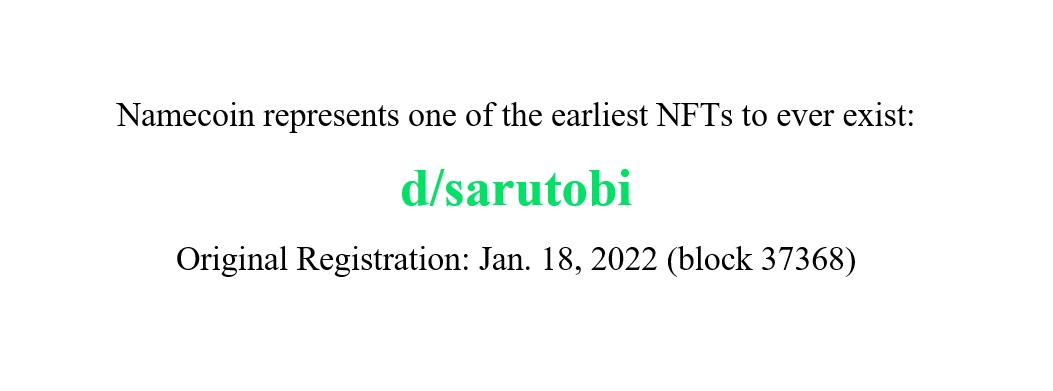 Namecoin represents one of the earliest NFTs to ever exist:
d/sarutobi
Original Registration: Jan. 18, 2022 (block 37368)